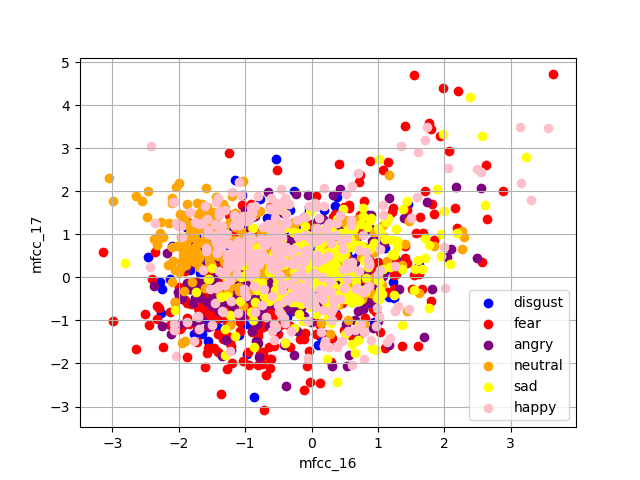 5
4
3
2
1
0
−1
−2
−3
mfcc_17
−3
−2
−1
0
1
2
3
mfcc_16
disgust
fear
angry
neutral
sad
happy